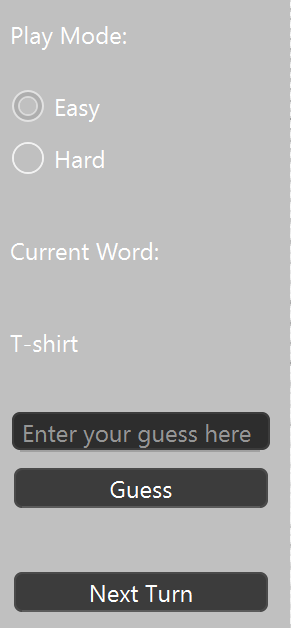 Play Mode:
Easy
Hard
Current Word:
T-shirt
Enter your guess here
Guess
Next Turn